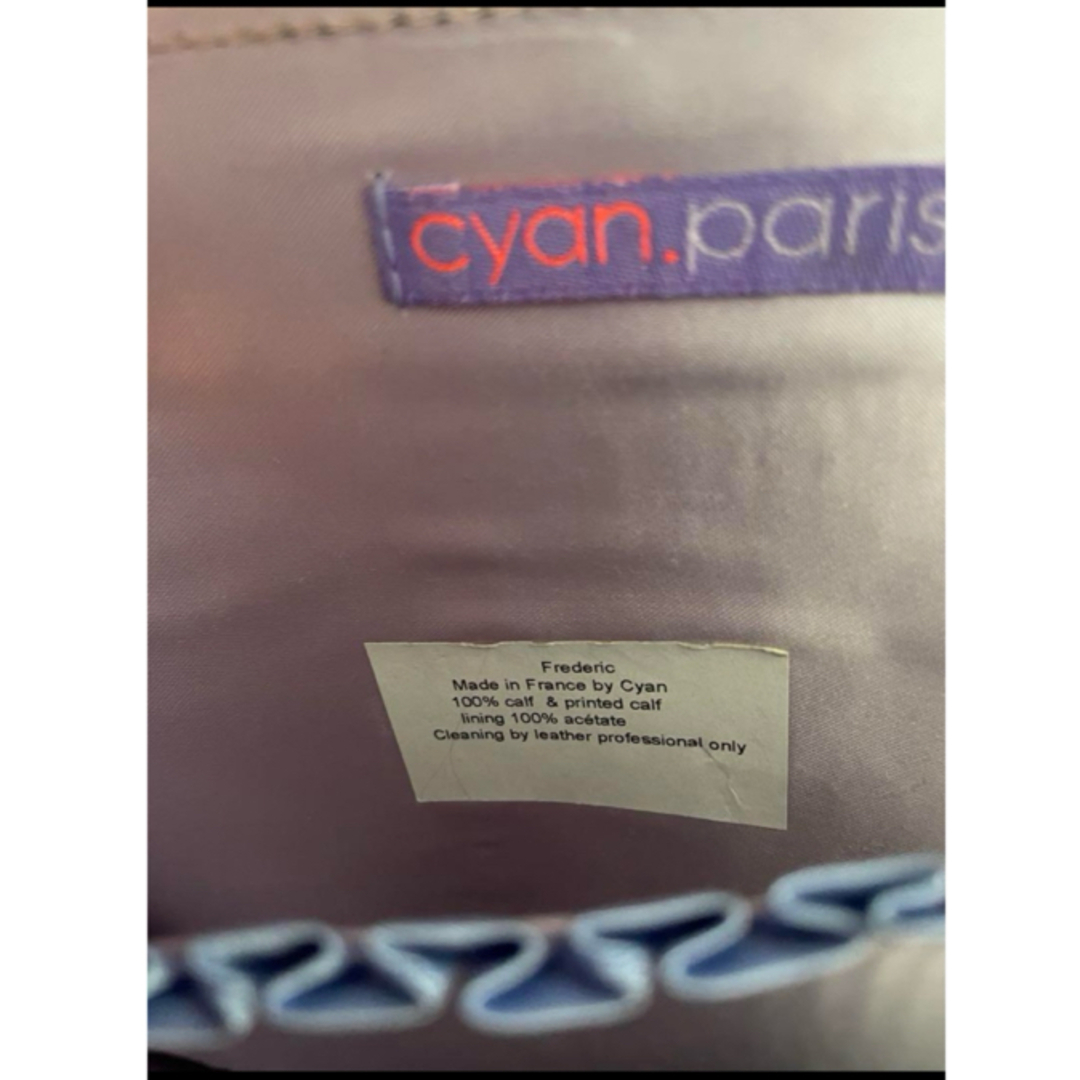 cyan.paris
Frederic
Made in France by Cyan
100% calf & printed calf
lining 100% acétate
Cleaning by leather professional only